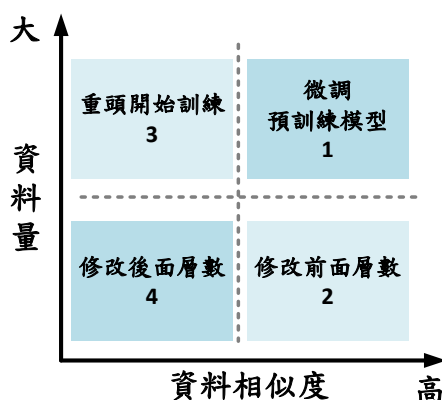 大
資料量
重頭開始訓練
3
微調
預訓練模型
1
修改後面層數
4
修改前面層數
2
資料相似度
高